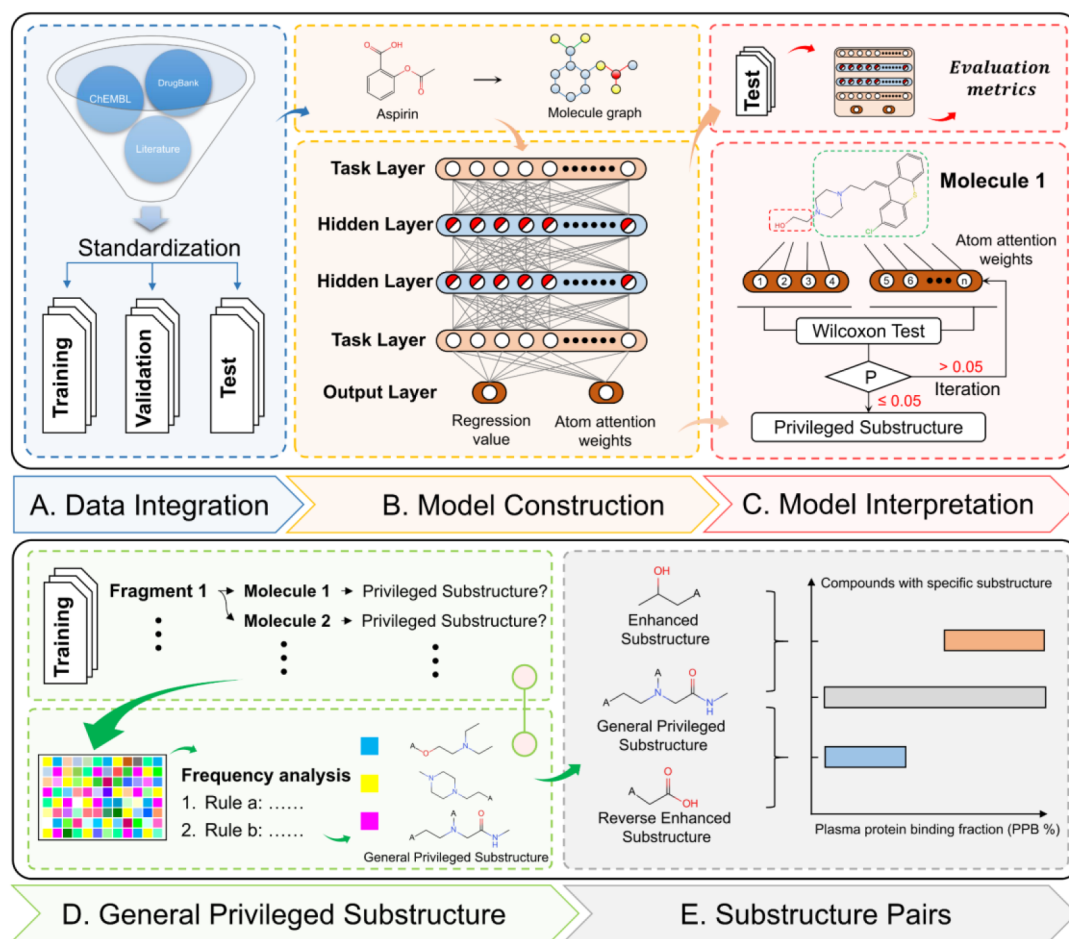 ChEMBL
DrugBank
Literature
Standardization
Training
Validation
Test
A. Data Integration
OH
O
O
O
Aspirin
Molecule graph
Task Layer
Hidden Layer
Hidden Layer
Task Layer
Output Layer
Regression
value
Atom attention
weights
B. Model Construction
Test
Evaluation
metrics
Molecule 1
HO
N
N
S
Cl
Atom attention
weights
1 2 3 4
5 6 n
Wilcoxon Test
P
> 0.05
Iteration
≤ 0.05
Privileged Substructure
C. Model Interpretation
Training
Fragment 1
Molecule 1
Privileged Substructure?
Molecule 2
Privileged Substructure?
Frequency analysis
1. Rule a: ......
2. Rule b: ......
A
O
N
N
N
A
A
A
N
O
N
H
General Privileged Substructure
D. General Privileged Substructure
OH
A
Enhanced
Substructure
A
A
N
O
N
H
General Privileged
Substructure
A
O
OH
Reverse Enhanced
Substructure
Compounds with specific substructure
Plasma protein binding fraction (PPB %)
E. Substructure Pairs